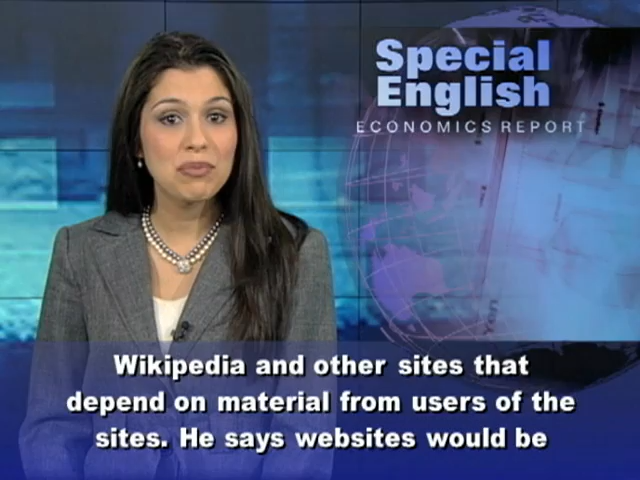 Special
English
ECONOMICS REPORT
Wikipedia and other sites that
depend on material from users of the
sites. He says websites would be